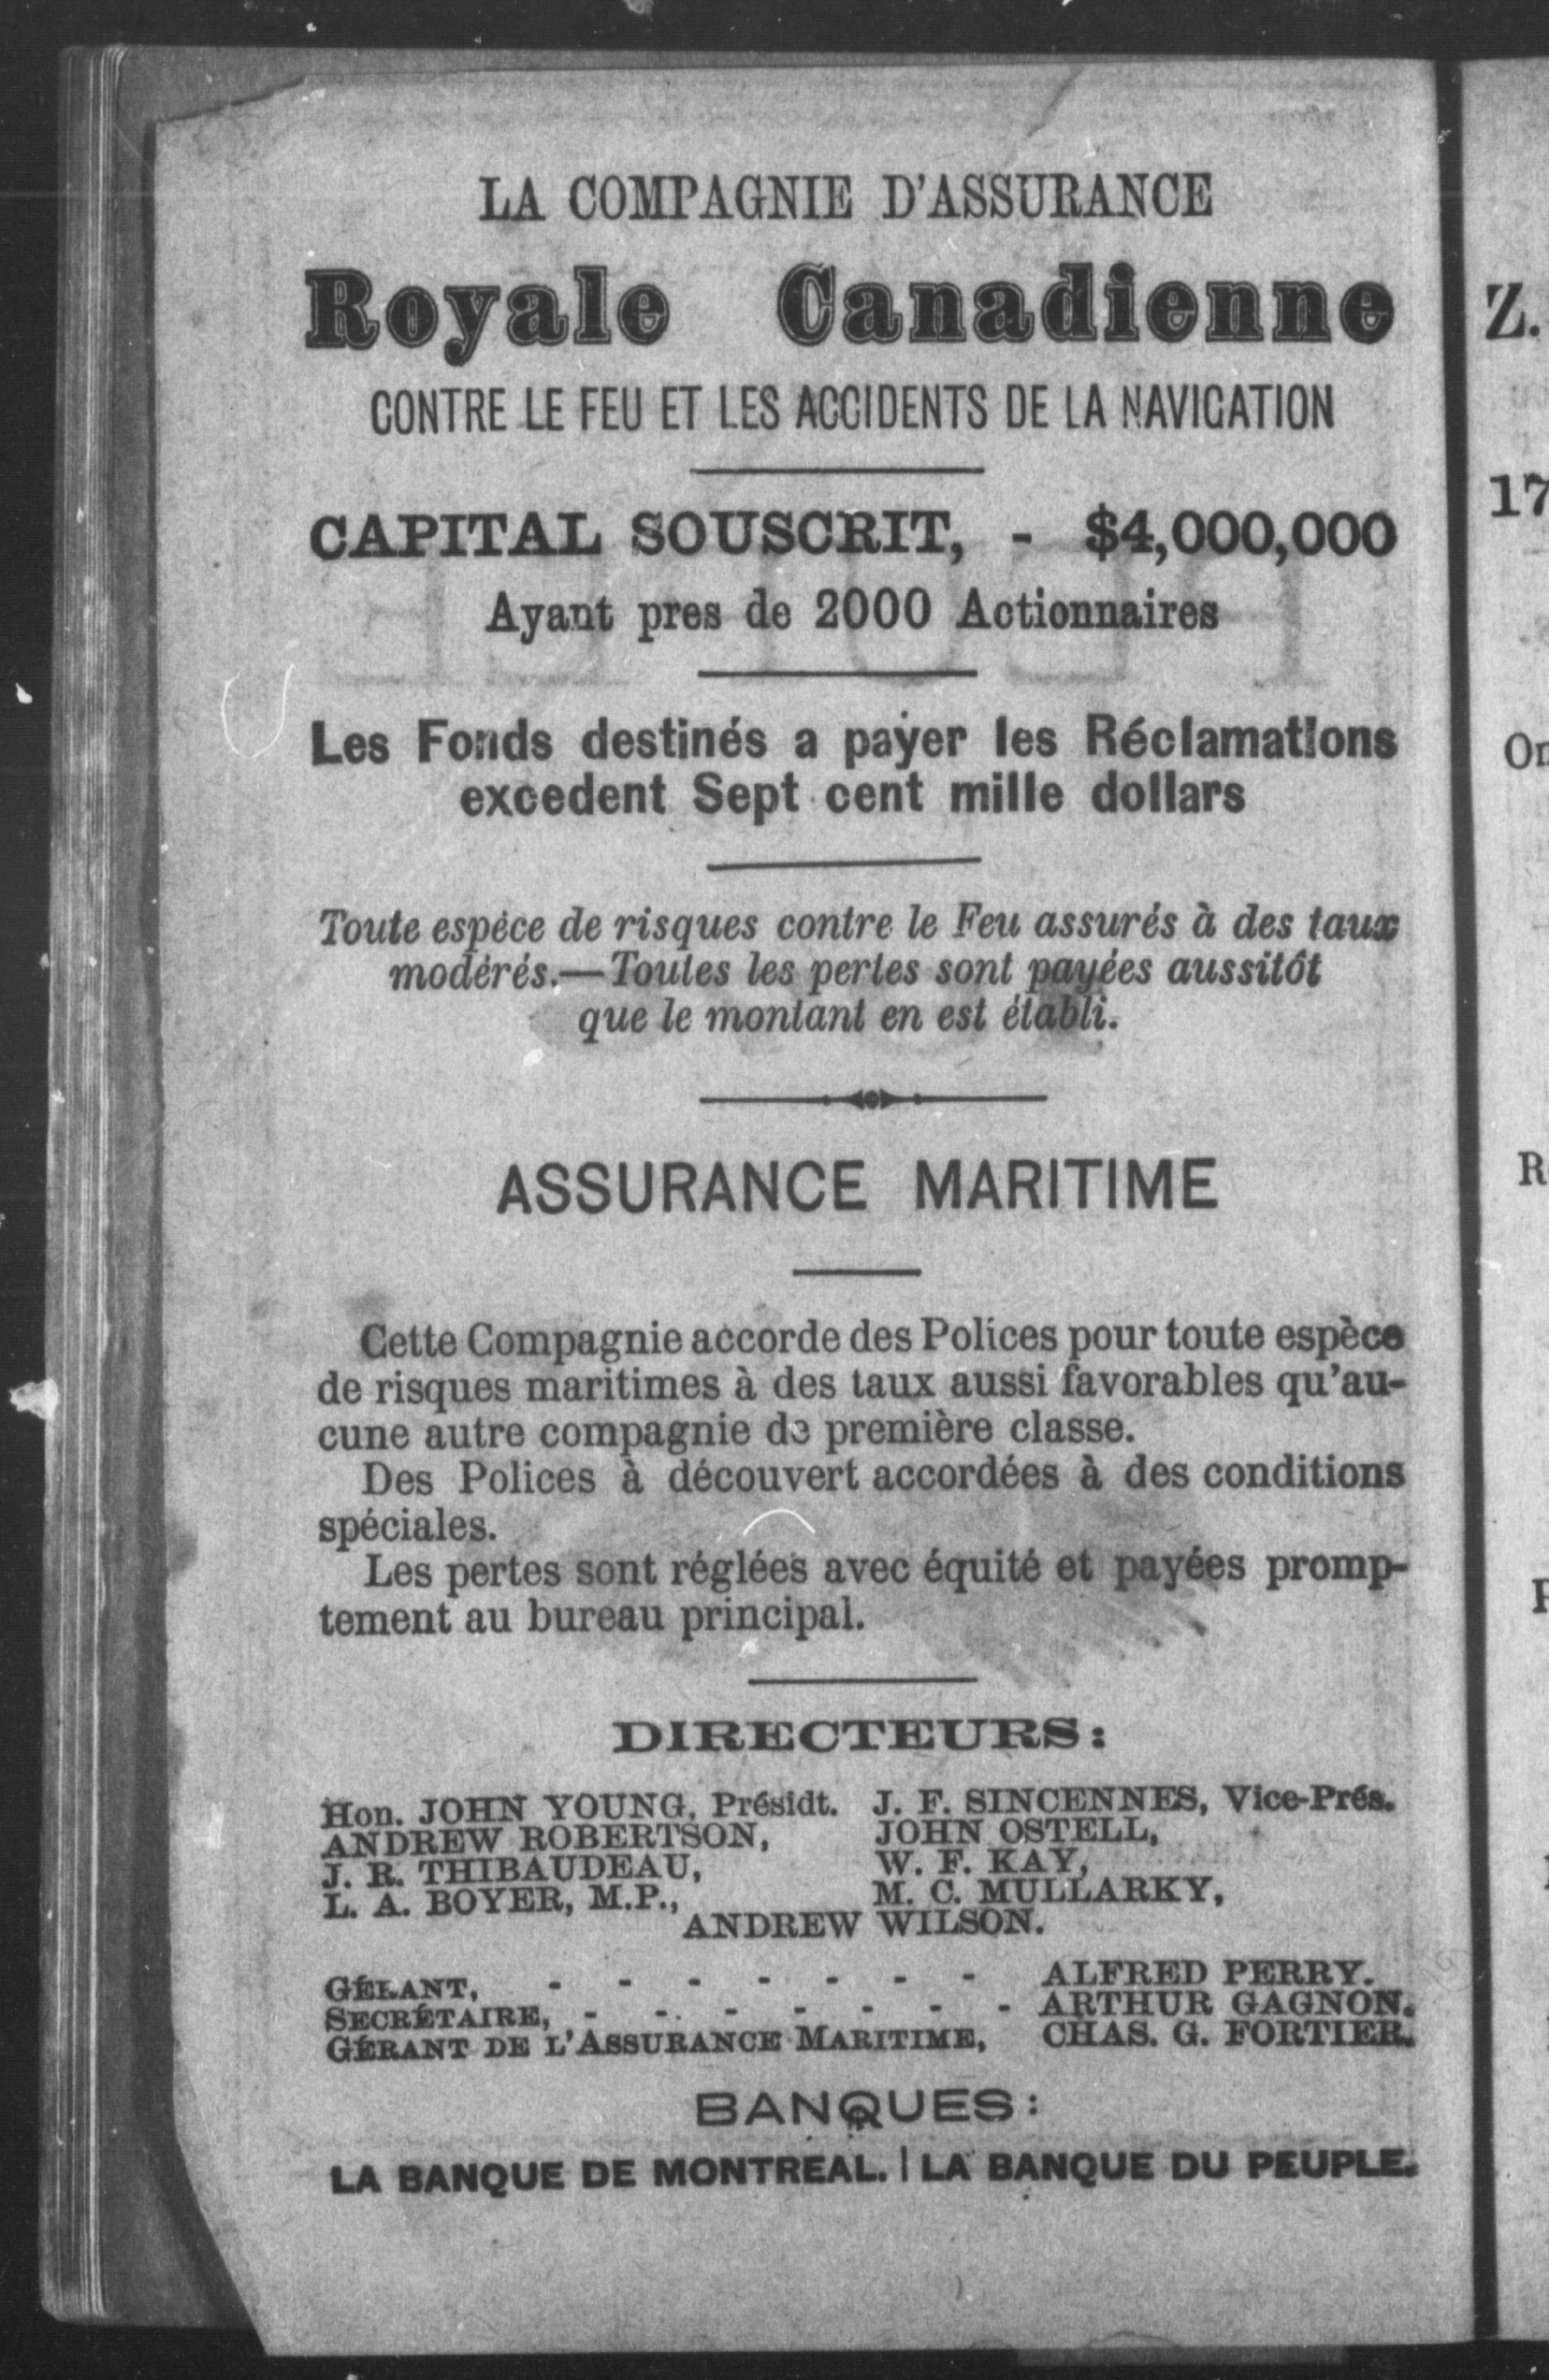 LA COMPAGNIE D'ASSURANCE
Royale Canadienne
CONTRE LE FEU ET LES ACCIDENTS DE LA NAVIGATION
CAPITAL SOUSCRIT, - $4,000,000
Ayant pres de 2000 Actionnaires
Les Fonds destinés a payer les Réclamations
excedent Sept cent mille dollars
Toute espéce de risques contre le Feu assurés à des taux
modérés.—Toutes les pertes sont payées aussitôt
que le montant en est établi.
ASSURANCE MARITIME
Cette Compagnie accorde des Polices pour toute espèce
de risques maritimes à des taux aussi favorables qu'au-
cune autre compagnie de première classe.
Des Polices à découvert accordées à des conditions
spéciales.
Les pertes sont réglées avec équité et payées promp-
tement au bureau principal.
DIRECTEURS:
Hon. JOHN YOUNG, Présidt. J. F. SINCENNES, Vice-Prés.
ANDREW ROBERTSON, JOHN OSTELL,
J. R. THIBAUDEAU, W. F. KAY,
L. A. BOYER, M.P., M. C. MULLARKY,
ANDREW WILSON.
GÉRANT, - - - - - - - ALFRED PERRY.
SECRÉTAIRE, - - - - - - - ARTHUR GAGNON.
GÉRANT DE L'ASSURANCE MARITIME, CHAS. G. FORTIER.
BANQUES:
LA BANQUE DE MONTRÉAL. | LA BANQUE DU PEUPLE.
Z.
17